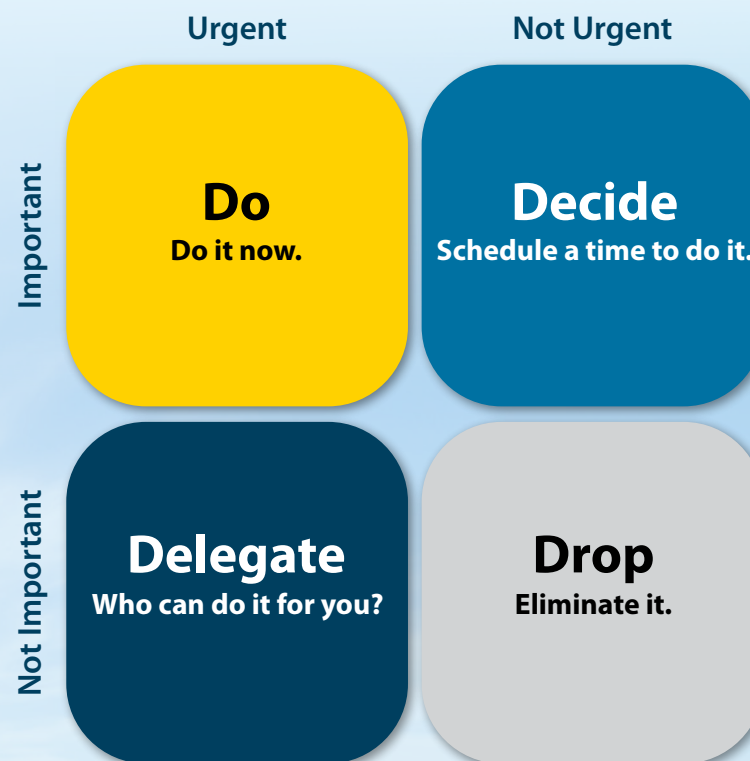 Urgent
Not Urgent
Important
Do
Do it now.
Decide
Schedule a time to do it.
Not Important
Delegate
Who can do it for you?
Drop
Eliminate it.